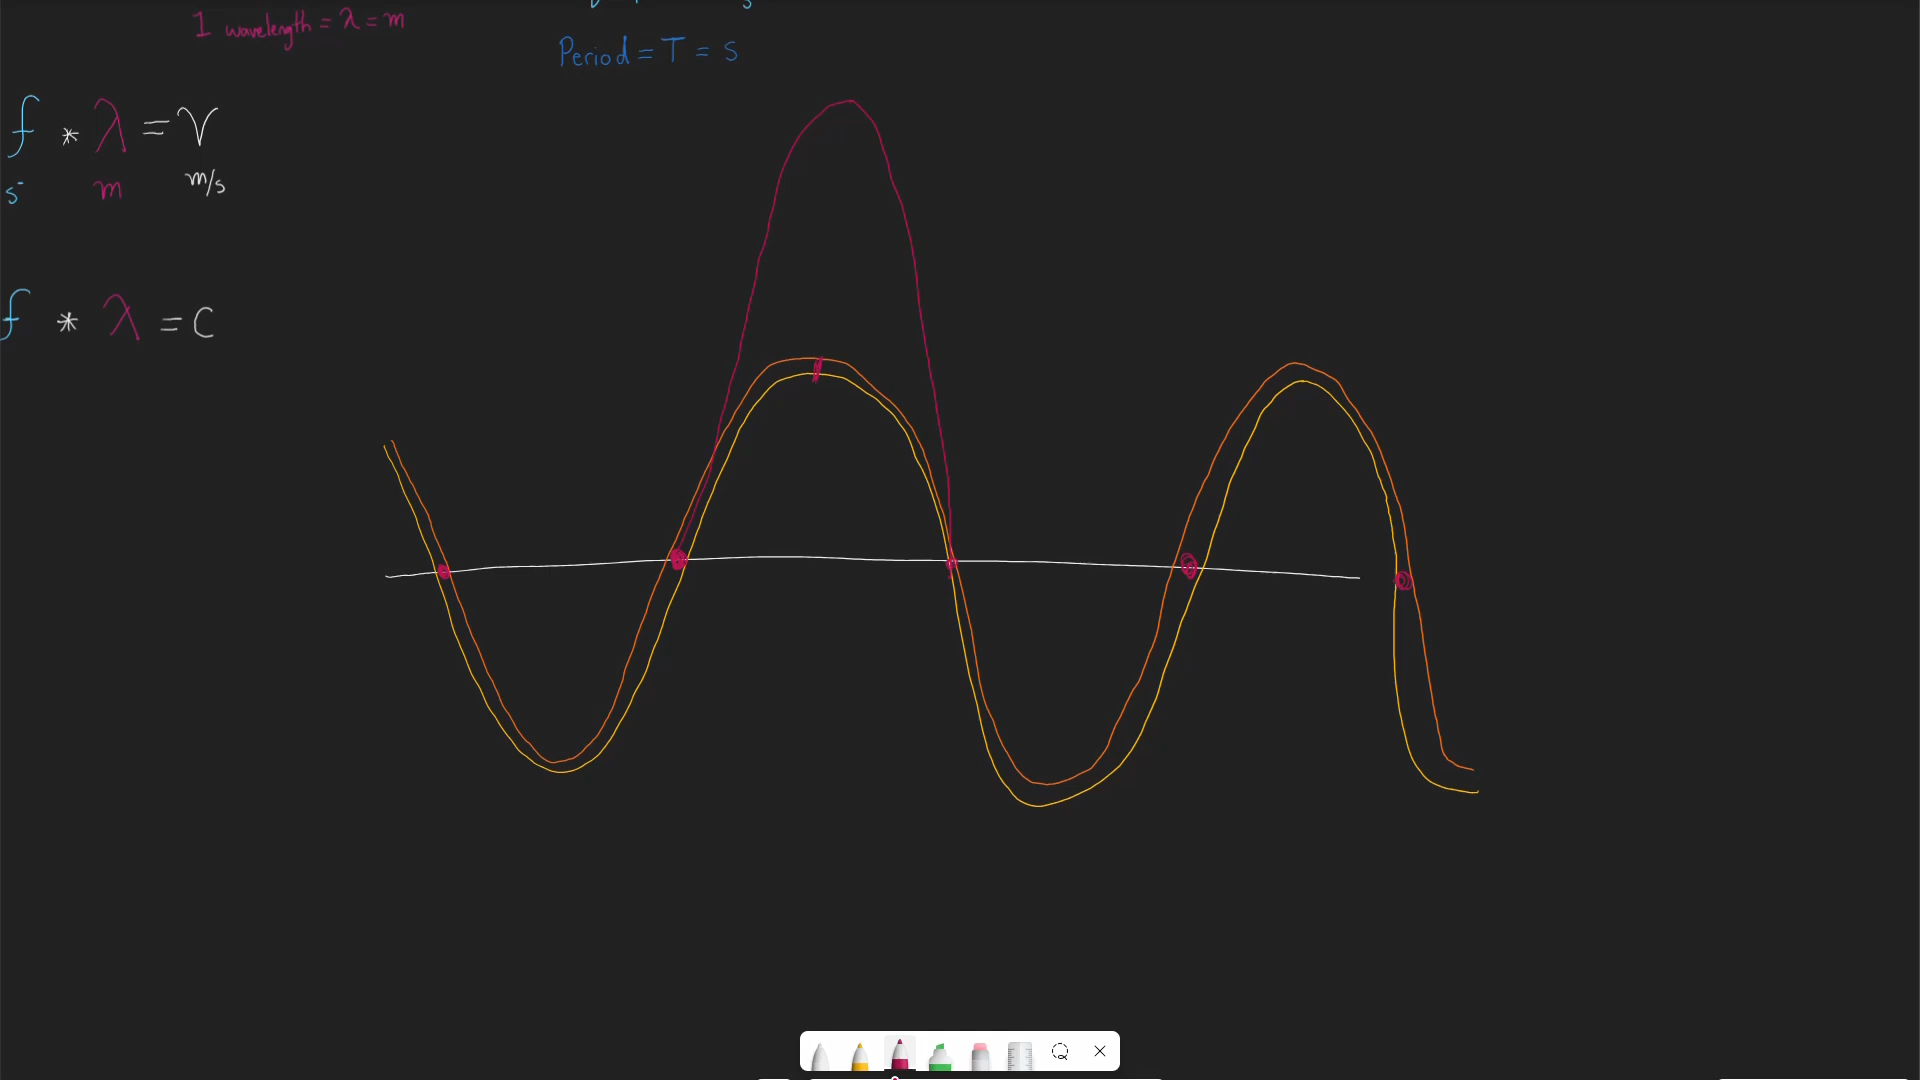 1 wavelength = λ = m
Period = T = s
f * λ = v
s⁻ m m/s
f * λ = c